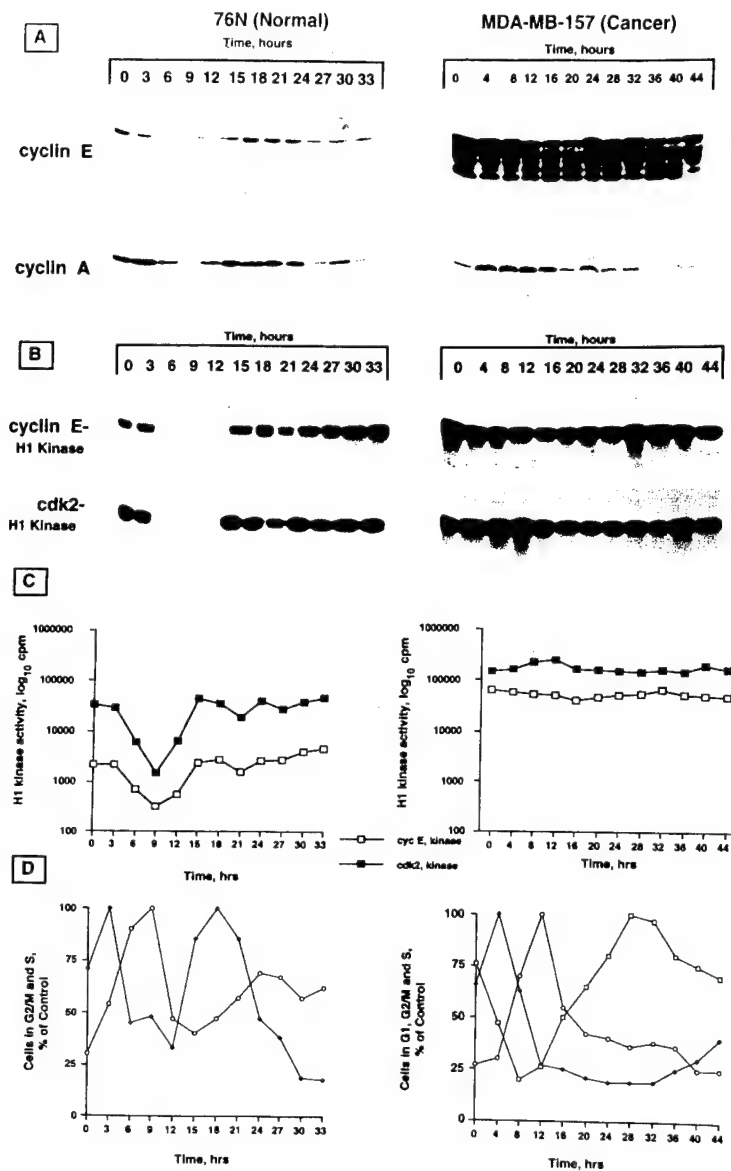 76N (Normal)
MDA-MB-157 (Cancer)
A
Time, hours
Time, hours
0 3 6 9 12 15 18 21 24 27 30 33
0 4 8 12 16 20 24 28 32 36 40 44
cyclin E
cyclin A
B
Time, hours
Time, hours
0 3 6 9 12 15 18 21 24 27 30 33
0 4 8 12 16 20 24 28 32 36 40 44
cyclin E-
H1 Kinase
cdk2-
H1 Kinase
C
H1 kinase activity, log10 cpm
1000000
100000
10000
1000
100
0 3 6 9 12 15 18 21 24 27 30 33
Time, hrs
H1 kinase activity, log10 cpm
1000000
100000
10000
1000
100
0 4 8 12 16 20 24 28 32 36 40 44
Time, hrs
cyc E, kinase
cdk2, kinase
D
Cells in G2/M and S,
% of Control
100
75
50
25
0
0 3 6 9 12 15 18 21 24 27 30 33
Time, hrs
Cells in G1, G2/M and S,
% of Control
100
75
50
25
0
0 4 8 12 16 20 24 28 32 36 40 44
Time, hrs